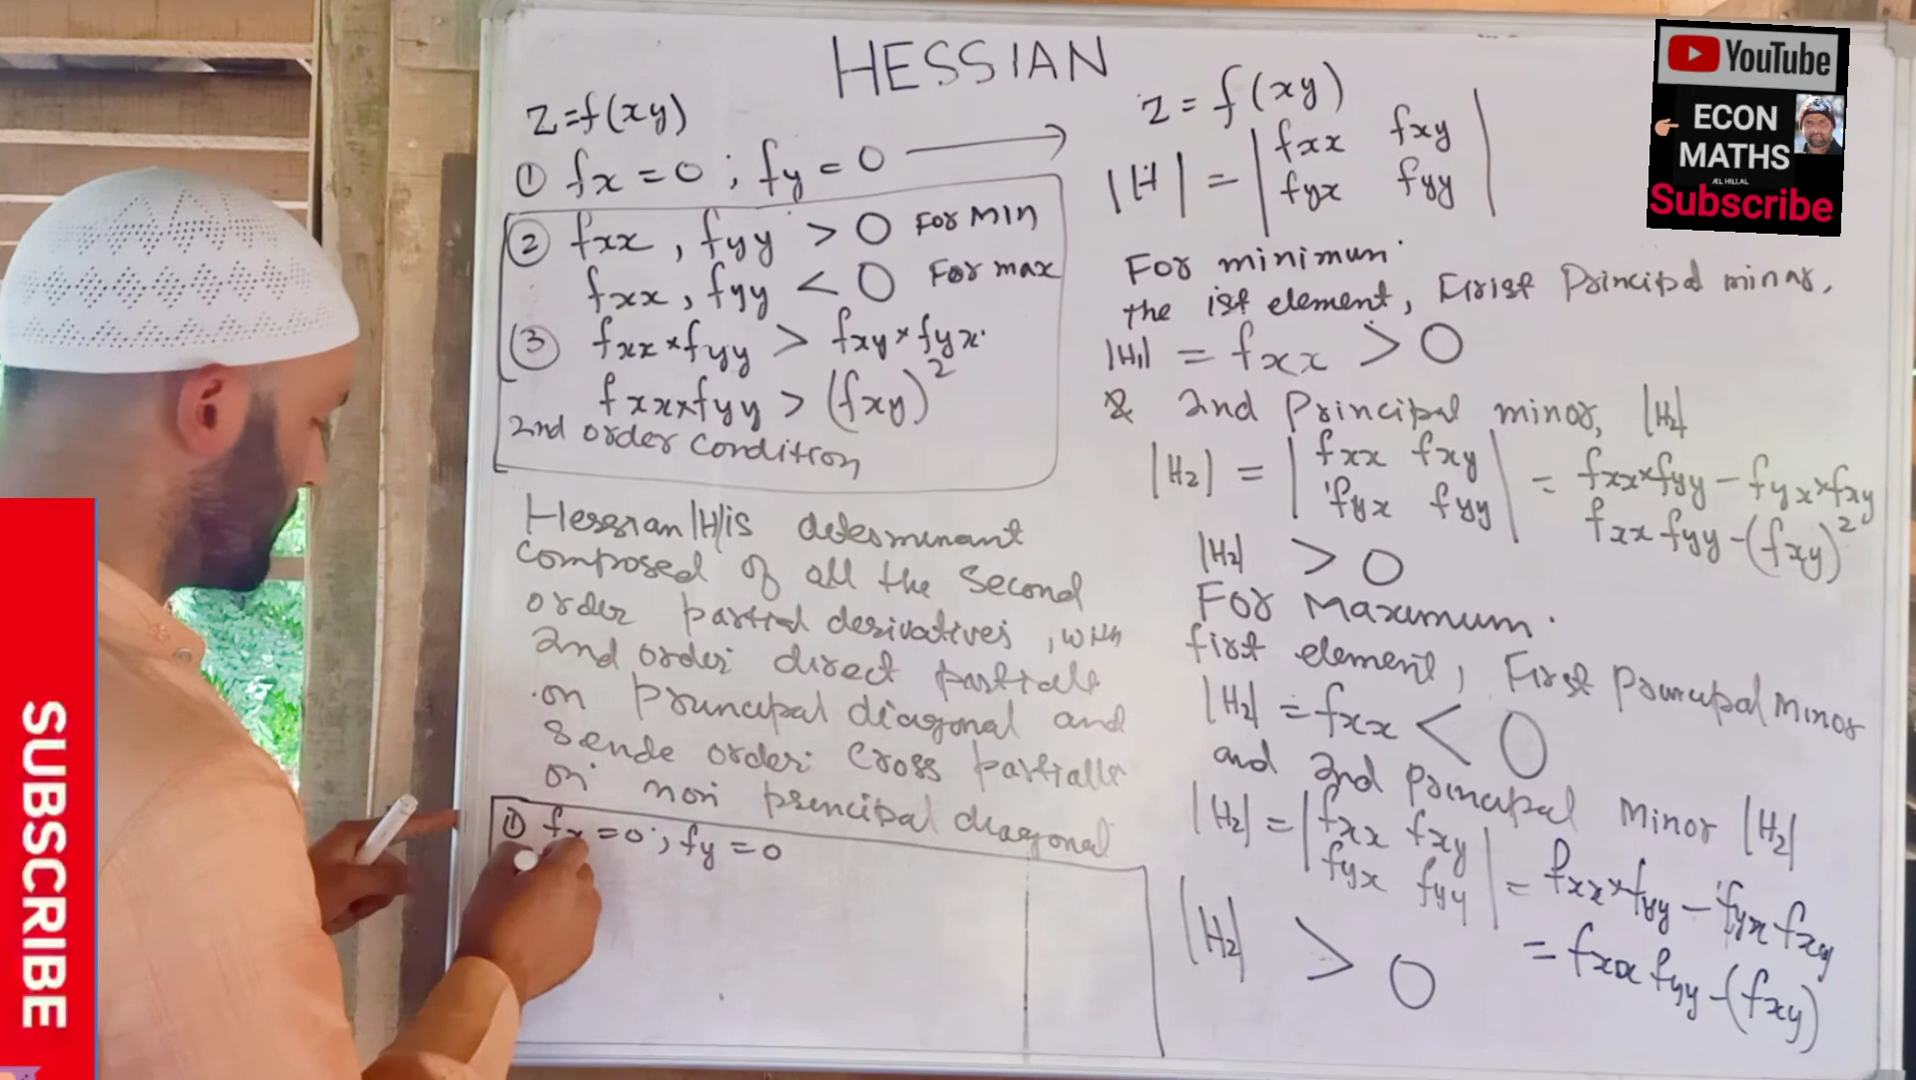 HESSIAN
z=f(xy)
① fx = 0 ; fy = 0
② fxx , fyy > 0 For Min
fxx , fyy < 0 For max
③ fxx × fyy > fxy × fyx
fxx × fyy > (fxy)²
2nd order condition
Hessian |H| is determinant
composed of all the second
order partial derivatives, with
2nd order direct partials
on principal diagonal and
order cross partials
on non principal diagonal
① fx = 0 ; fy = 0
z = f(xy)
|H| = | fxx fxy |
| fyx fyy |
For minimum
the 1st element, First Principal minor,
|H₁| = fxx > 0
& 2nd Principal minor, |H₂|
|H₂| = | fxx fxy | = fxx×fyy – fyx×fxy
| fyx fyy | fxx fyy – (fxy)²
|H₂| > 0
For Maximum.
first element, First Principal Minor
|H₂| = fxx < 0
and 2nd principal Minor |H₂|
|H₂| = | fxx fxy |
| fyx fyy | = fxx×fyy – fyx fxy
= fxx fyy – (fxy)
|H₂| > 0
YouTube
ECON
MATHS
ÆL HILLAL
Subscribe
SUBSCRIBE